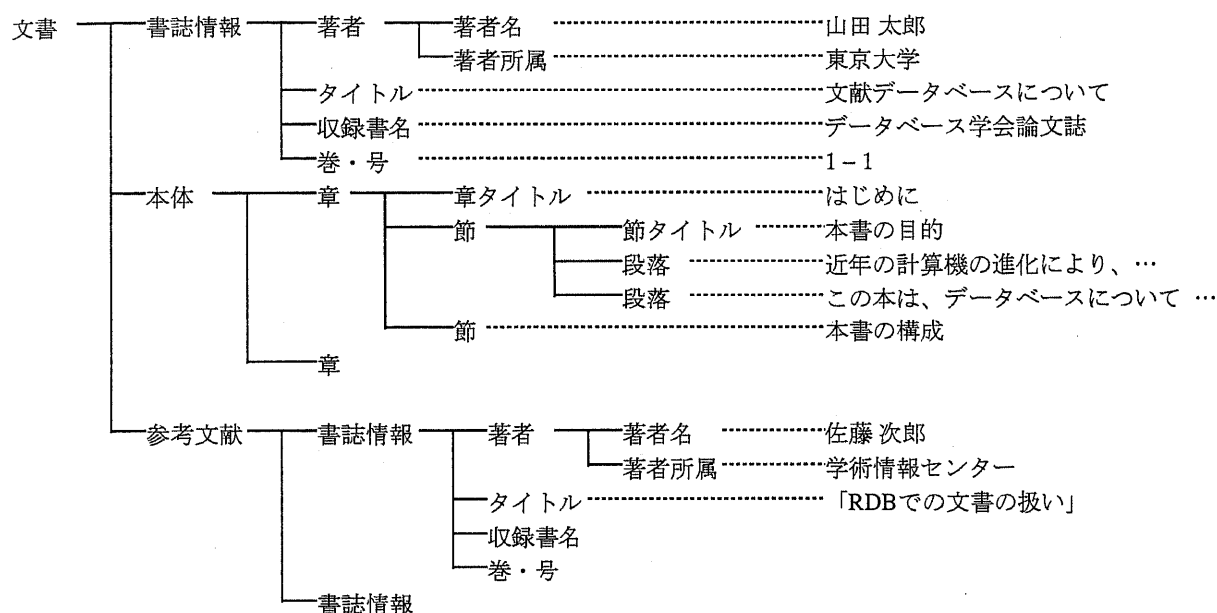 文書 書誌情報 著者 著者名 山田 太郎
著者所属 東京大学
タイトル 文献データベースについて
収録書名 データベース学会論文誌
巻・号 1-1
本体 章 章タイトル はじめに
節 節タイトル 本書の目的
段落 近年の計算機の進化により、…
段落 この本は、データベースについて …
節 本書の構成
章
参考文献 書誌情報 著者 著者名 佐藤 次郎
著者所属 学術情報センター
タイトル 「RDBでの文書の扱い」
収録書名
巻・号
書誌情報